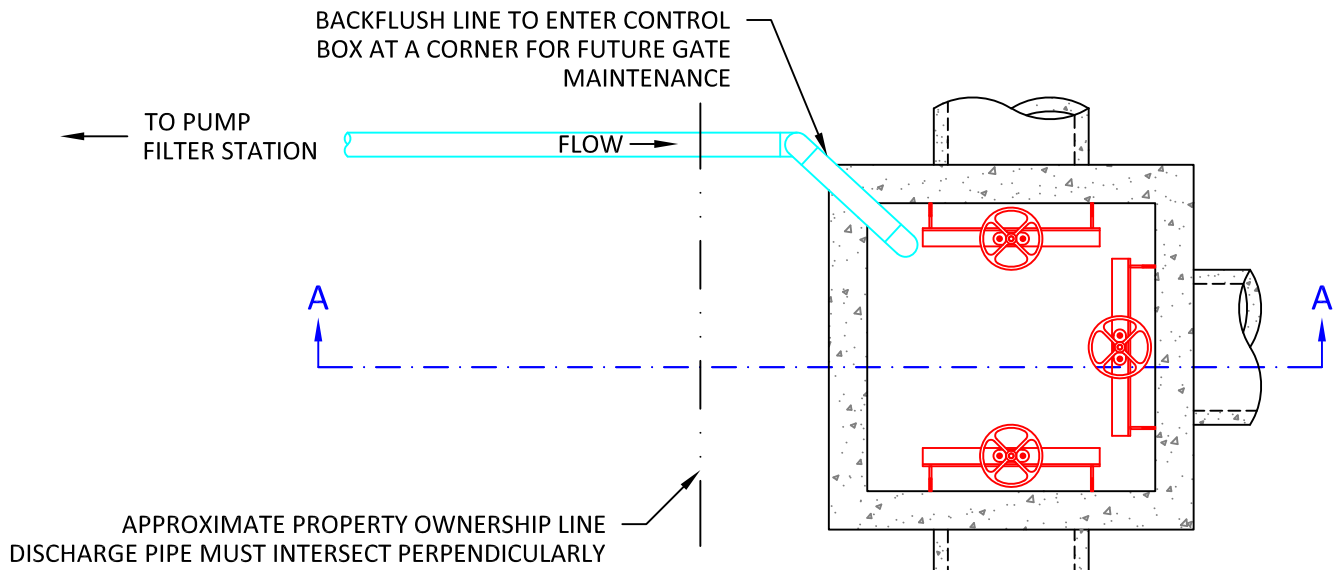 BACKFLUSH LINE TO ENTER CONTROL
BOX AT A CORNER FOR FUTURE GATE
MAINTENANCE
TO PUMP
FILTER STATION
FLOW
A
A
APPROXIMATE PROPERTY OWNERSHIP LINE
DISCHARGE PIPE MUST INTERSECT PERPENDICULARLY